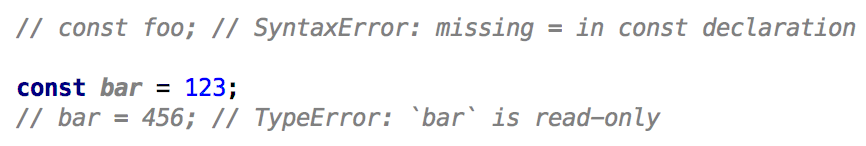 // const foo; // SyntaxError: missing = in const declaration
const bar = 123;
// bar = 456; // TypeError: `bar` is read-only